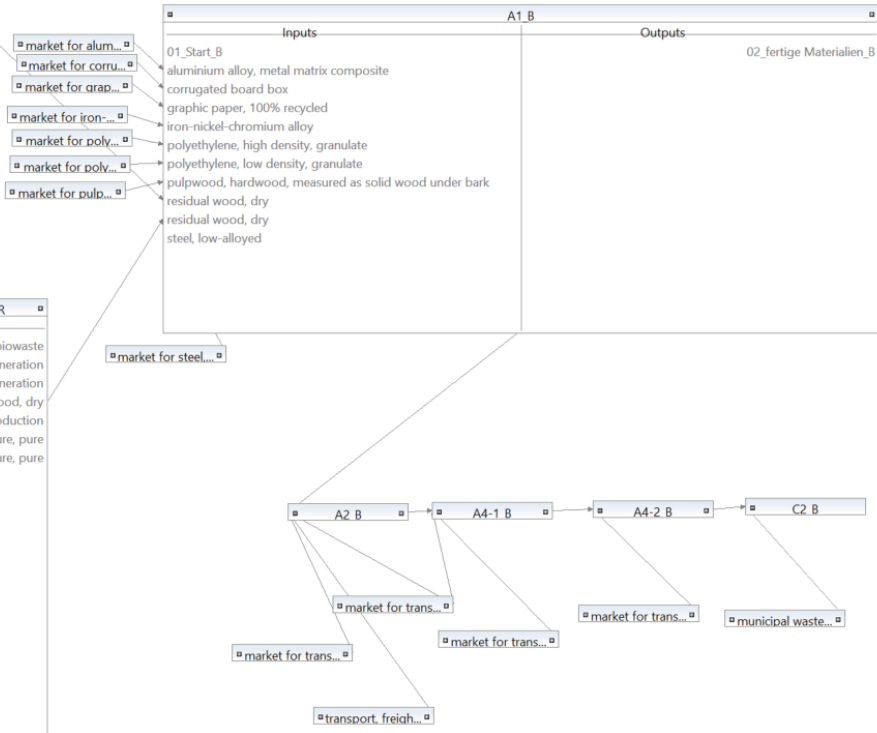 A1_B
Inputs
Outputs
market for alum...
market for corru...
market for grap...
market for iron-...
market for poly...
market for poly...
market for pulp...
01_Start_B
02_fertige Materialien_B
aluminium alloy, metal matrix composite
corrugated board box
graphic paper, 100% recycled
iron-nickel-chromium alloy
polyethylene, high density, granulate
polyethylene, low density, granulate
pulpwood, hardwood, measured as solid wood under bark
residual wood, dry
residual wood, dry
steel, low-alloyed
R
biowaste
neration
neration
ood, dry
oduction
ure, pure
ure, pure
market for steel,...
A2_B
A4-1_B
A4-2_B
C2_B
market for trans...
market for trans...
municipal waste...
market for trans...
market for trans...
transport, freigh...